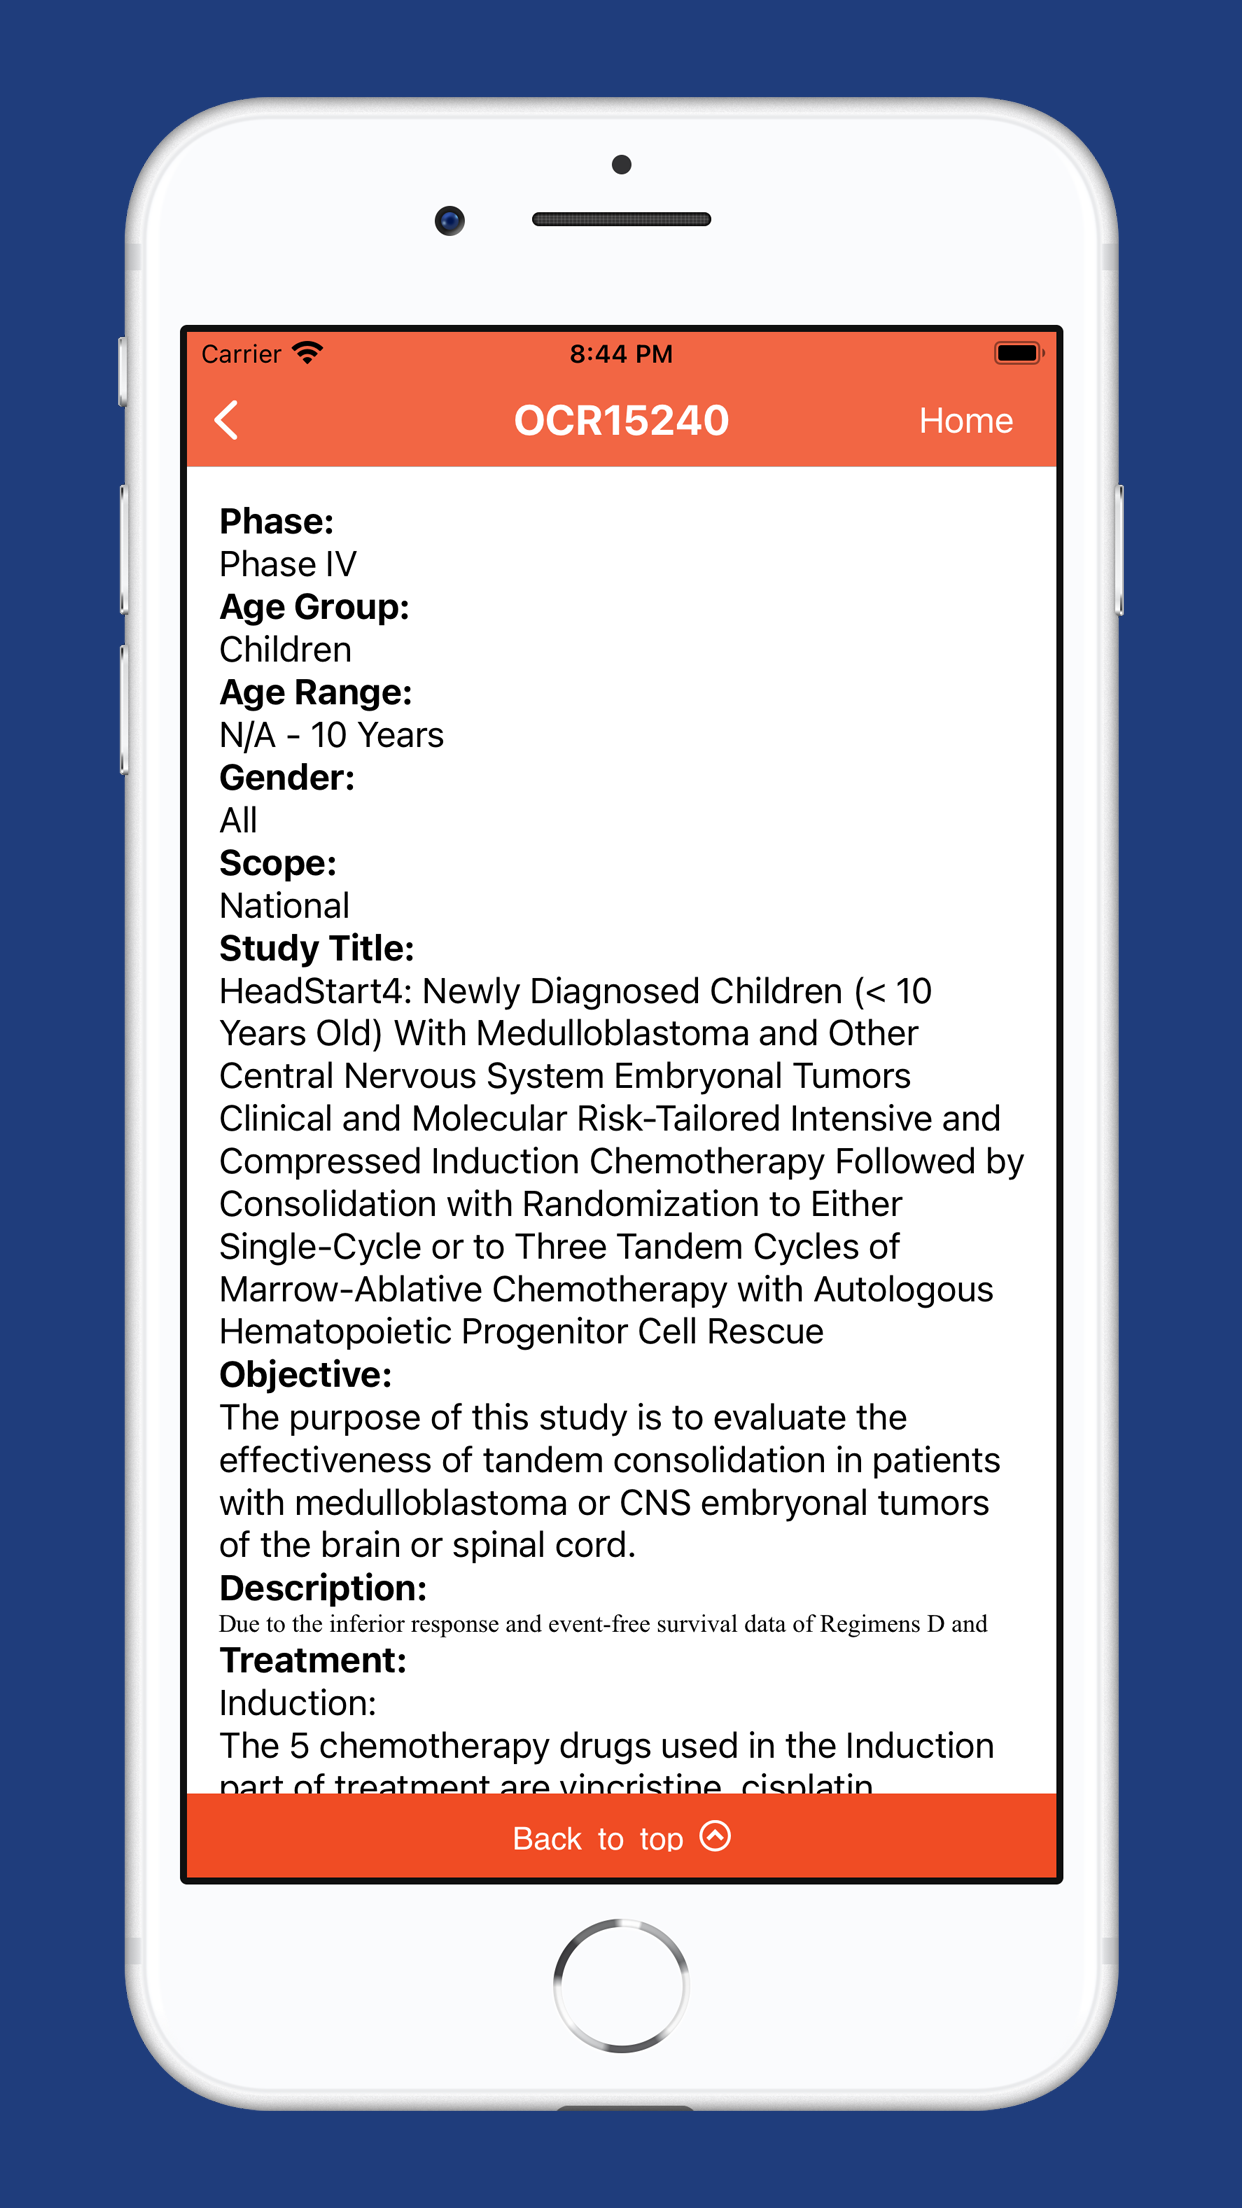 Carrier 8:44 PM
OCR15240 Home
Phase:
Phase IV
Age Group:
Children
Age Range:
N/A - 10 Years
Gender:
All
Scope:
National
Study Title:
HeadStart4: Newly Diagnosed Children (< 10
Years Old) With Medulloblastoma and Other
Central Nervous System Embryonal Tumors
Clinical and Molecular Risk-Tailored Intensive and
Compressed Induction Chemotherapy Followed by
Consolidation with Randomization to Either
Single-Cycle or to Three Tandem Cycles of
Marrow-Ablative Chemotherapy with Autologous
Hematopoietic Progenitor Cell Rescue
Objective:
The purpose of this study is to evaluate the
effectiveness of tandem consolidation in patients
with medulloblastoma or CNS embryonal tumors
of the brain or spinal cord.
Description:
Due to the inferior response and event-free survival data of Regimens D and
Treatment:
Induction:
The 5 chemotherapy drugs used in the Induction
part of treatment are vincristine, cisplatin
Back to top